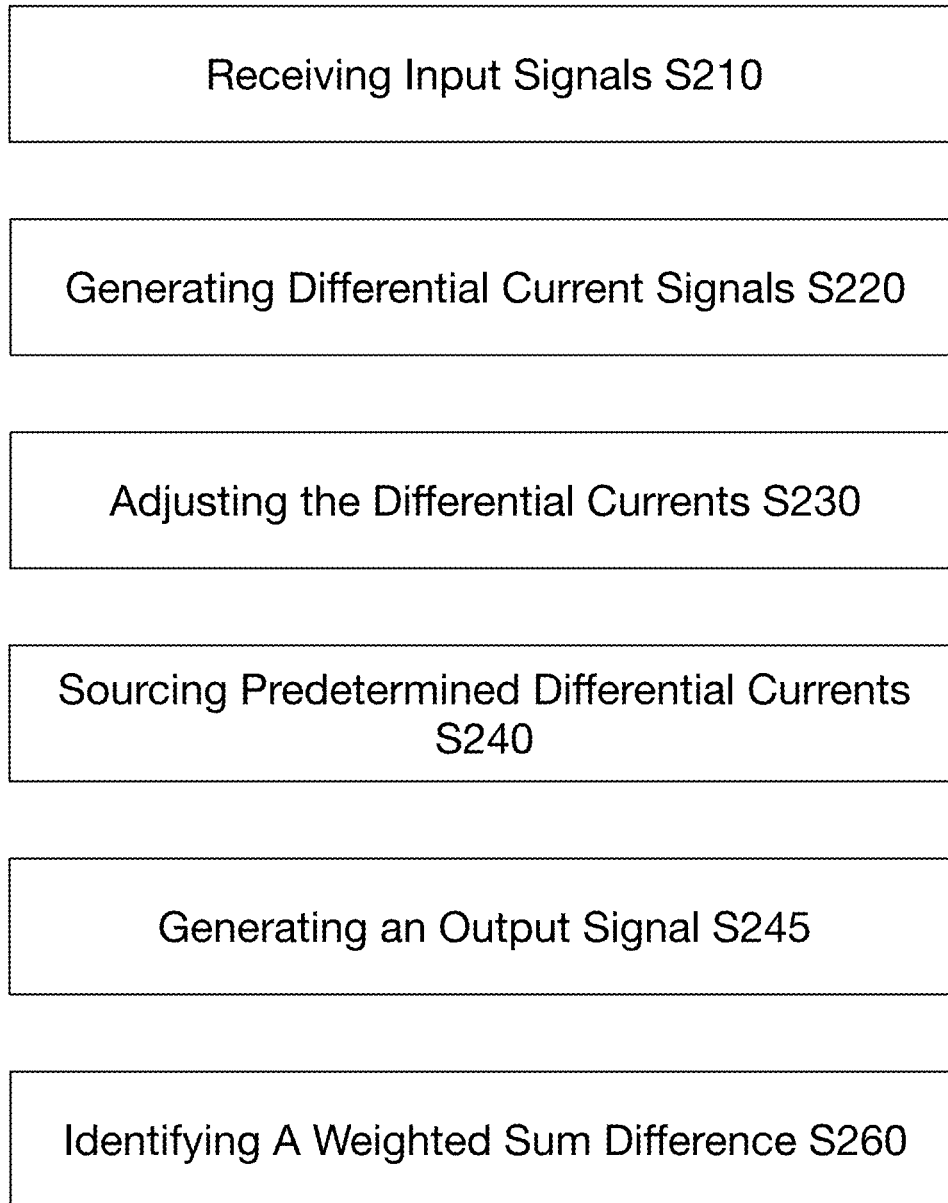 Receiving Input Signals S210
Generating Differential Current Signals S220
Adjusting the Differential Currents S230
Sourcing Predetermined Differential Currents
S240
Generating an Output Signal S245
Identifying A Weighted Sum Difference S260